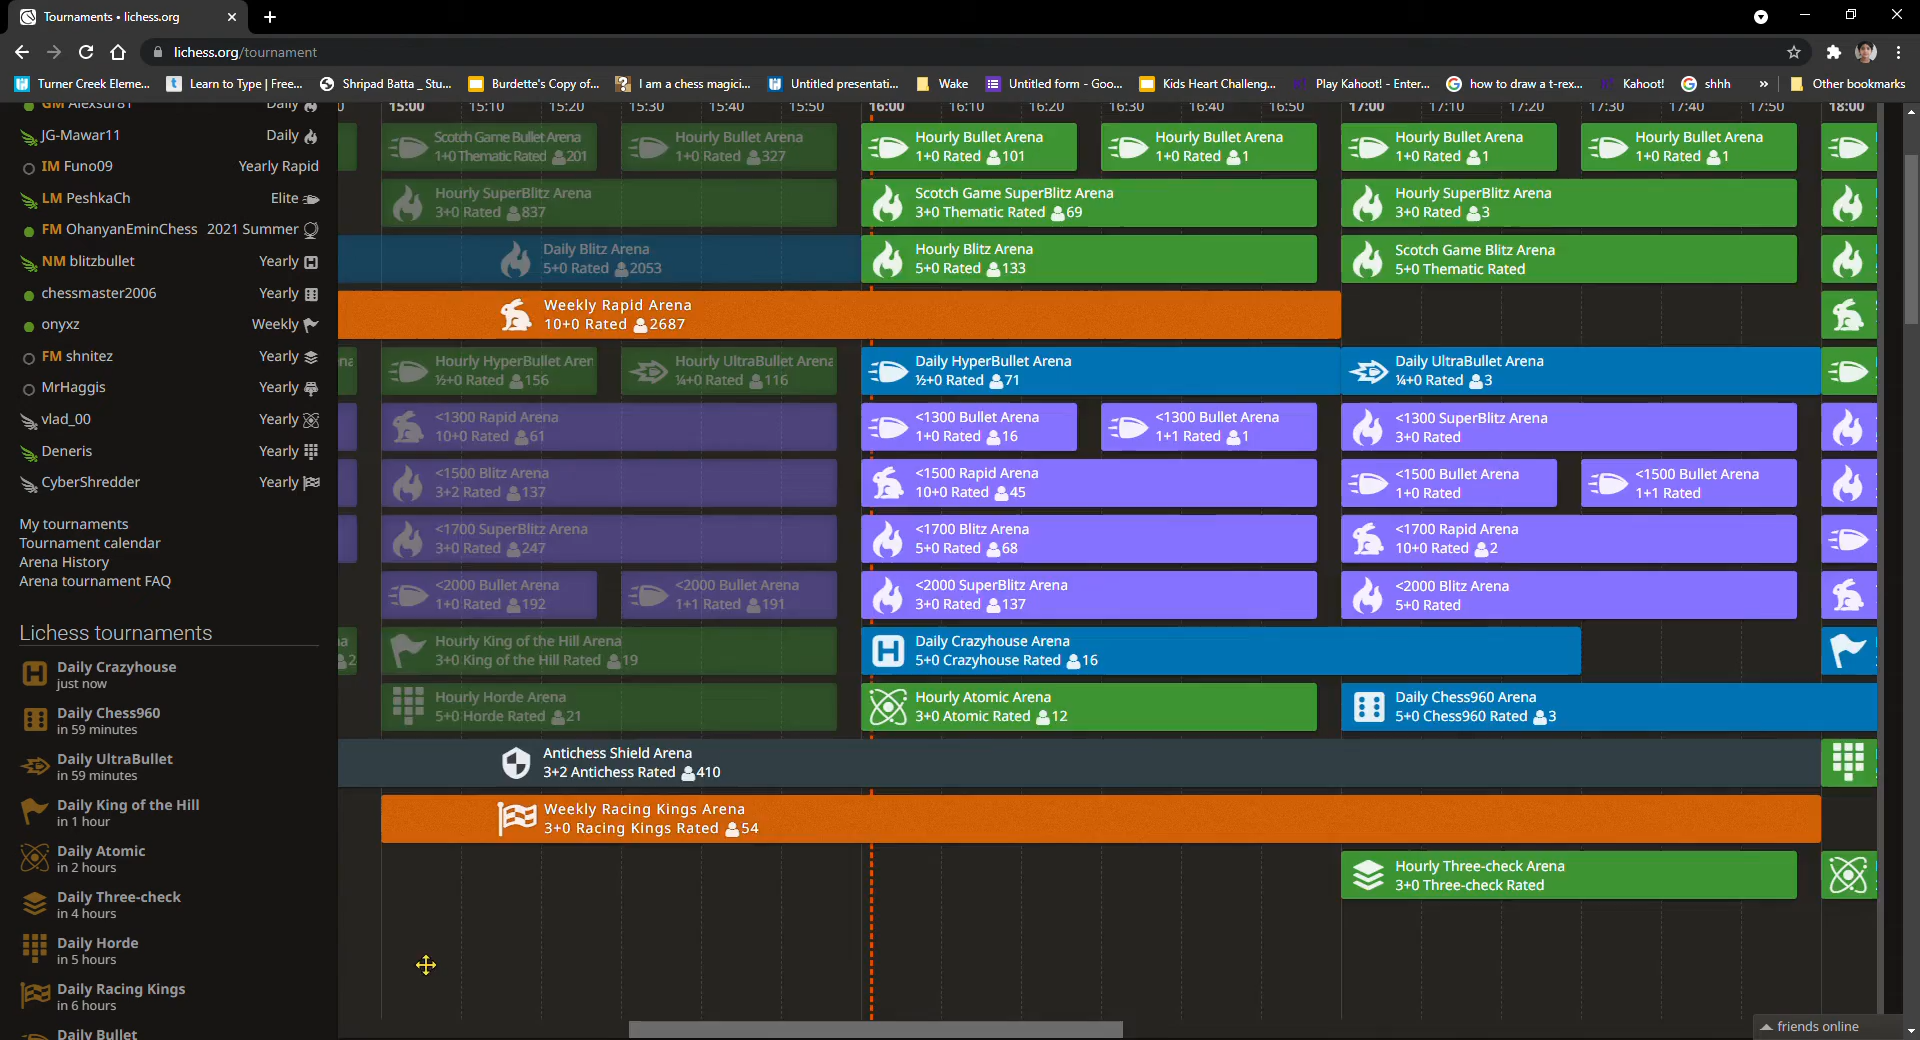 Tournaments • lichess.org
lichess.org/tournament
Turner Creek Eleme...
Learn to Type | Free...
Shripad Batta _ Stu...
Burdette's Copy of...
I am a chess magici...
Untitled presentati...
Wake
Untitled form - Goo...
Kids Heart Challeng...
Play Kahoot! - Enter...
how to draw a t-rex...
Kahoot!
shhh
»
Other bookmarks
15:00 15:10 15:20 15:30 15:40 15:50 16:00 16:10 16:20 16:30 16:40 16:50 17:00 17:10 17:20 17:30 17:40 17:50 18:00
GM Alexsur81 Daily
JG-Mawar11 Daily
IM Funo09 Yearly Rapid
LM PeshkaCh Elite
FM OhanyanEminChess 2021 Summer
NM blitzbullet Yearly
chessmaster2006 Yearly
onyxz Weekly
FM shnitez Yearly
MrHaggis Yearly
vlad_00 Yearly
Deneris Yearly
CyberShredder Yearly
My tournaments
Tournament calendar
Arena History
Arena tournament FAQ
Lichess tournaments
Daily Crazyhouse
just now
Daily Chess960
in 59 minutes
Daily UltraBullet
in 59 minutes
Daily King of the Hill
in 1 hour
Daily Atomic
in 2 hours
Daily Three-check
in 4 hours
Daily Horde
in 5 hours
Daily Racing Kings
in 6 hours
Daily Bullet
Scotch Game Bullet Arena
1+0 Thematic Rated 201
Hourly Bullet Arena
1+0 Rated 327
Hourly Bullet Arena
1+0 Rated 101
Hourly Bullet Arena
1+0 Rated 1
Hourly Bullet Arena
1+0 Rated 1
Hourly Bullet Arena
1+0 Rated 1
Hourly SuperBlitz Arena
3+0 Rated 837
Scotch Game SuperBlitz Arena
3+0 Thematic Rated 69
Hourly SuperBlitz Arena
3+0 Rated 3
Daily Blitz Arena
5+0 Rated 2053
Hourly Blitz Arena
5+0 Rated 133
Scotch Game Blitz Arena
5+0 Thematic Rated
Weekly Rapid Arena
10+0 Rated 2687
Hourly HyperBullet Aren
½+0 Rated 156
Hourly UltraBullet Arena
¼+0 Rated 116
Daily HyperBullet Arena
½+0 Rated 71
Daily UltraBullet Arena
¼+0 Rated 3
<1300 Rapid Arena
10+0 Rated 61
<1300 Bullet Arena
1+0 Rated 16
<1300 Bullet Arena
1+1 Rated 1
<1300 SuperBlitz Arena
3+0 Rated
<1500 Blitz Arena
3+2 Rated 137
<1500 Rapid Arena
10+0 Rated 45
<1500 Bullet Arena
1+0 Rated
<1500 Bullet Arena
1+1 Rated
<1700 SuperBlitz Arena
3+0 Rated 247
<1700 Blitz Arena
5+0 Rated 68
<1700 Rapid Arena
10+0 Rated 2
<2000 Bullet Arena
1+0 Rated 192
<2000 Bullet Arena
1+1 Rated 191
<2000 SuperBlitz Arena
3+0 Rated 137
<2000 Blitz Arena
5+0 Rated
Hourly King of the Hill Arena
3+0 King of the Hill Rated 19
Daily Crazyhouse Arena
5+0 Crazyhouse Rated 16
Hourly Horde Arena
5+0 Horde Rated 21
Hourly Atomic Arena
3+0 Atomic Rated 12
Daily Chess960 Arena
5+0 Chess960 Rated 3
Antichess Shield Arena
3+2 Antichess Rated 410
Weekly Racing Kings Arena
3+0 Racing Kings Rated 54
Hourly Three-check Arena
3+0 Three-check Rated
friends online